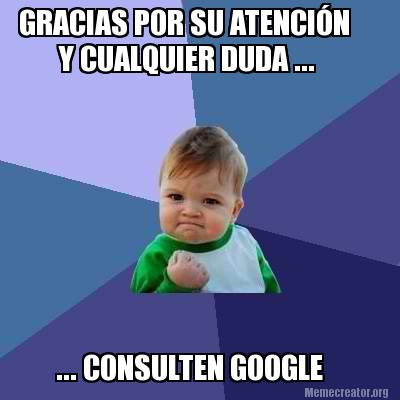 GRACIAS POR SU ATENCIÓN
Y CUALQUIER DUDA ...
... CONSULTEN GOOGLE
Memecreator.org